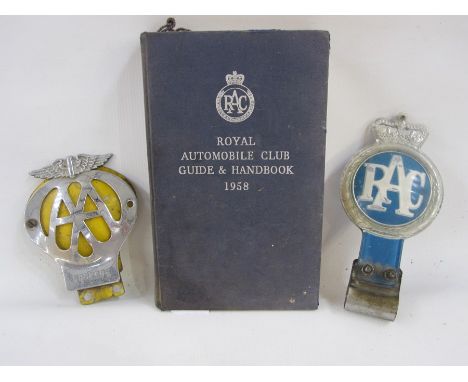 RAC
ROYAL
AUTOMOBILE CLUB
GUIDE & HANDBOOK
1958
AA
RAC